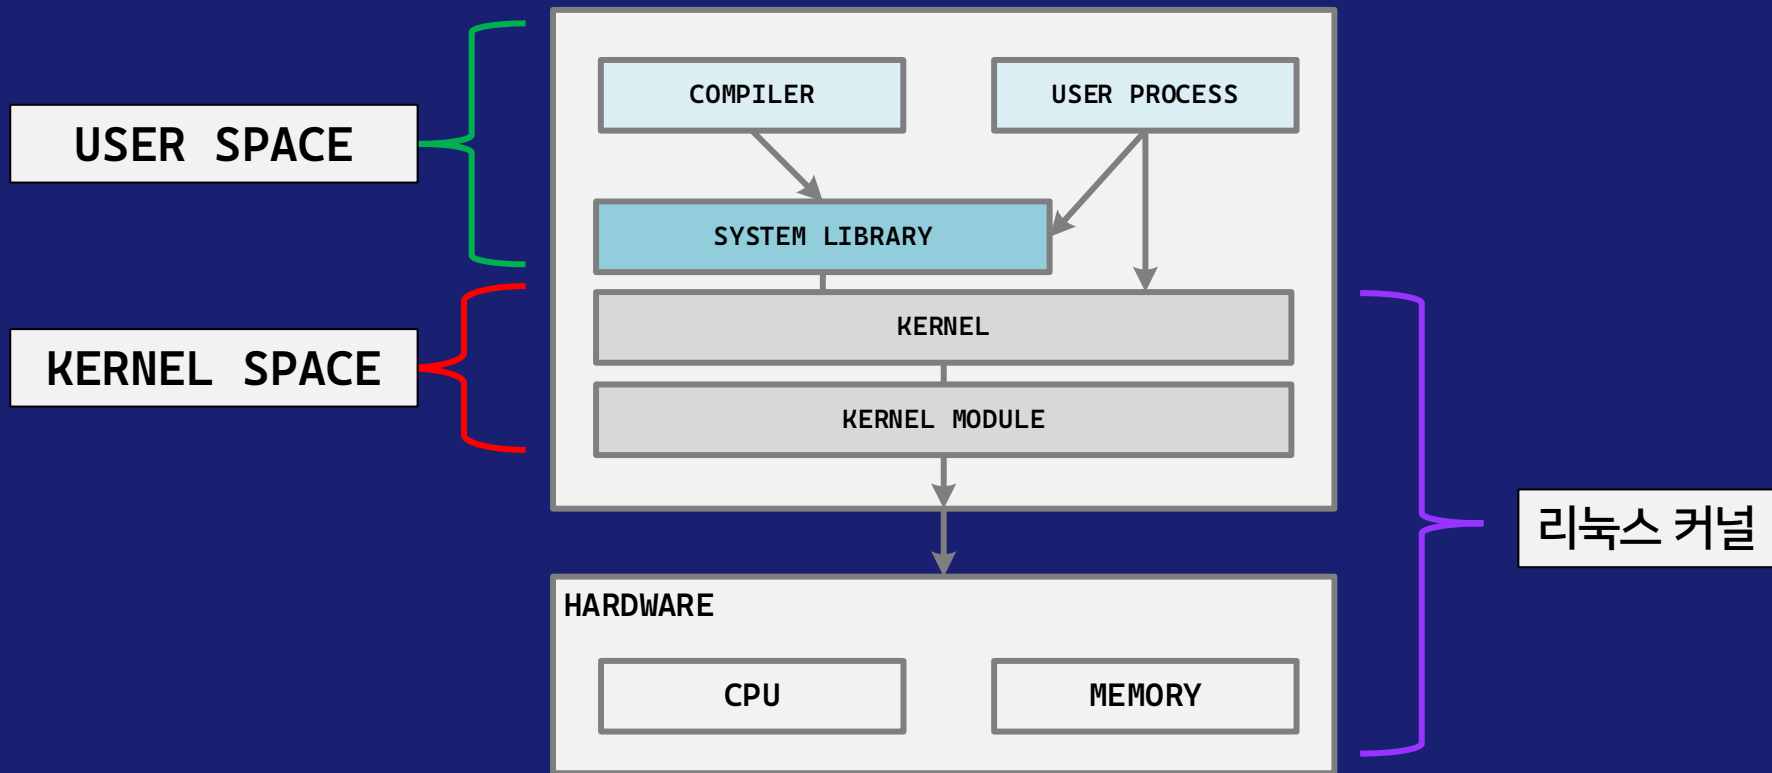 COMPILER
USER PROCESS
USER SPACE
SYSTEM LIBRARY
KERNEL
KERNEL SPACE
KERNEL MODULE
리눅스 커널
HARDWARE
CPU
MEMORY